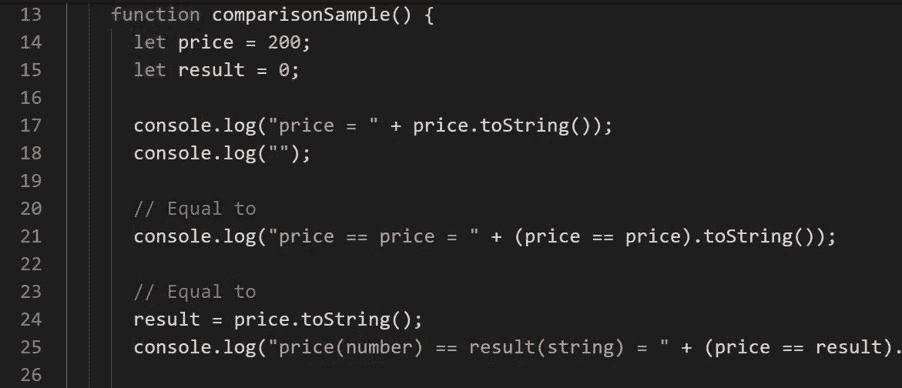 13 function comparisonSample() {
14 let price = 200;
15 let result = 0;
16
17 console.log("price = " + price.toString());
18 console.log("");
19
20 // Equal to
21 console.log("price == price = " + (price == price).toString());
22
23 // Equal to
24 result = price.toString();
25 console.log("price(number) == result(string) = " + (price == result).
26